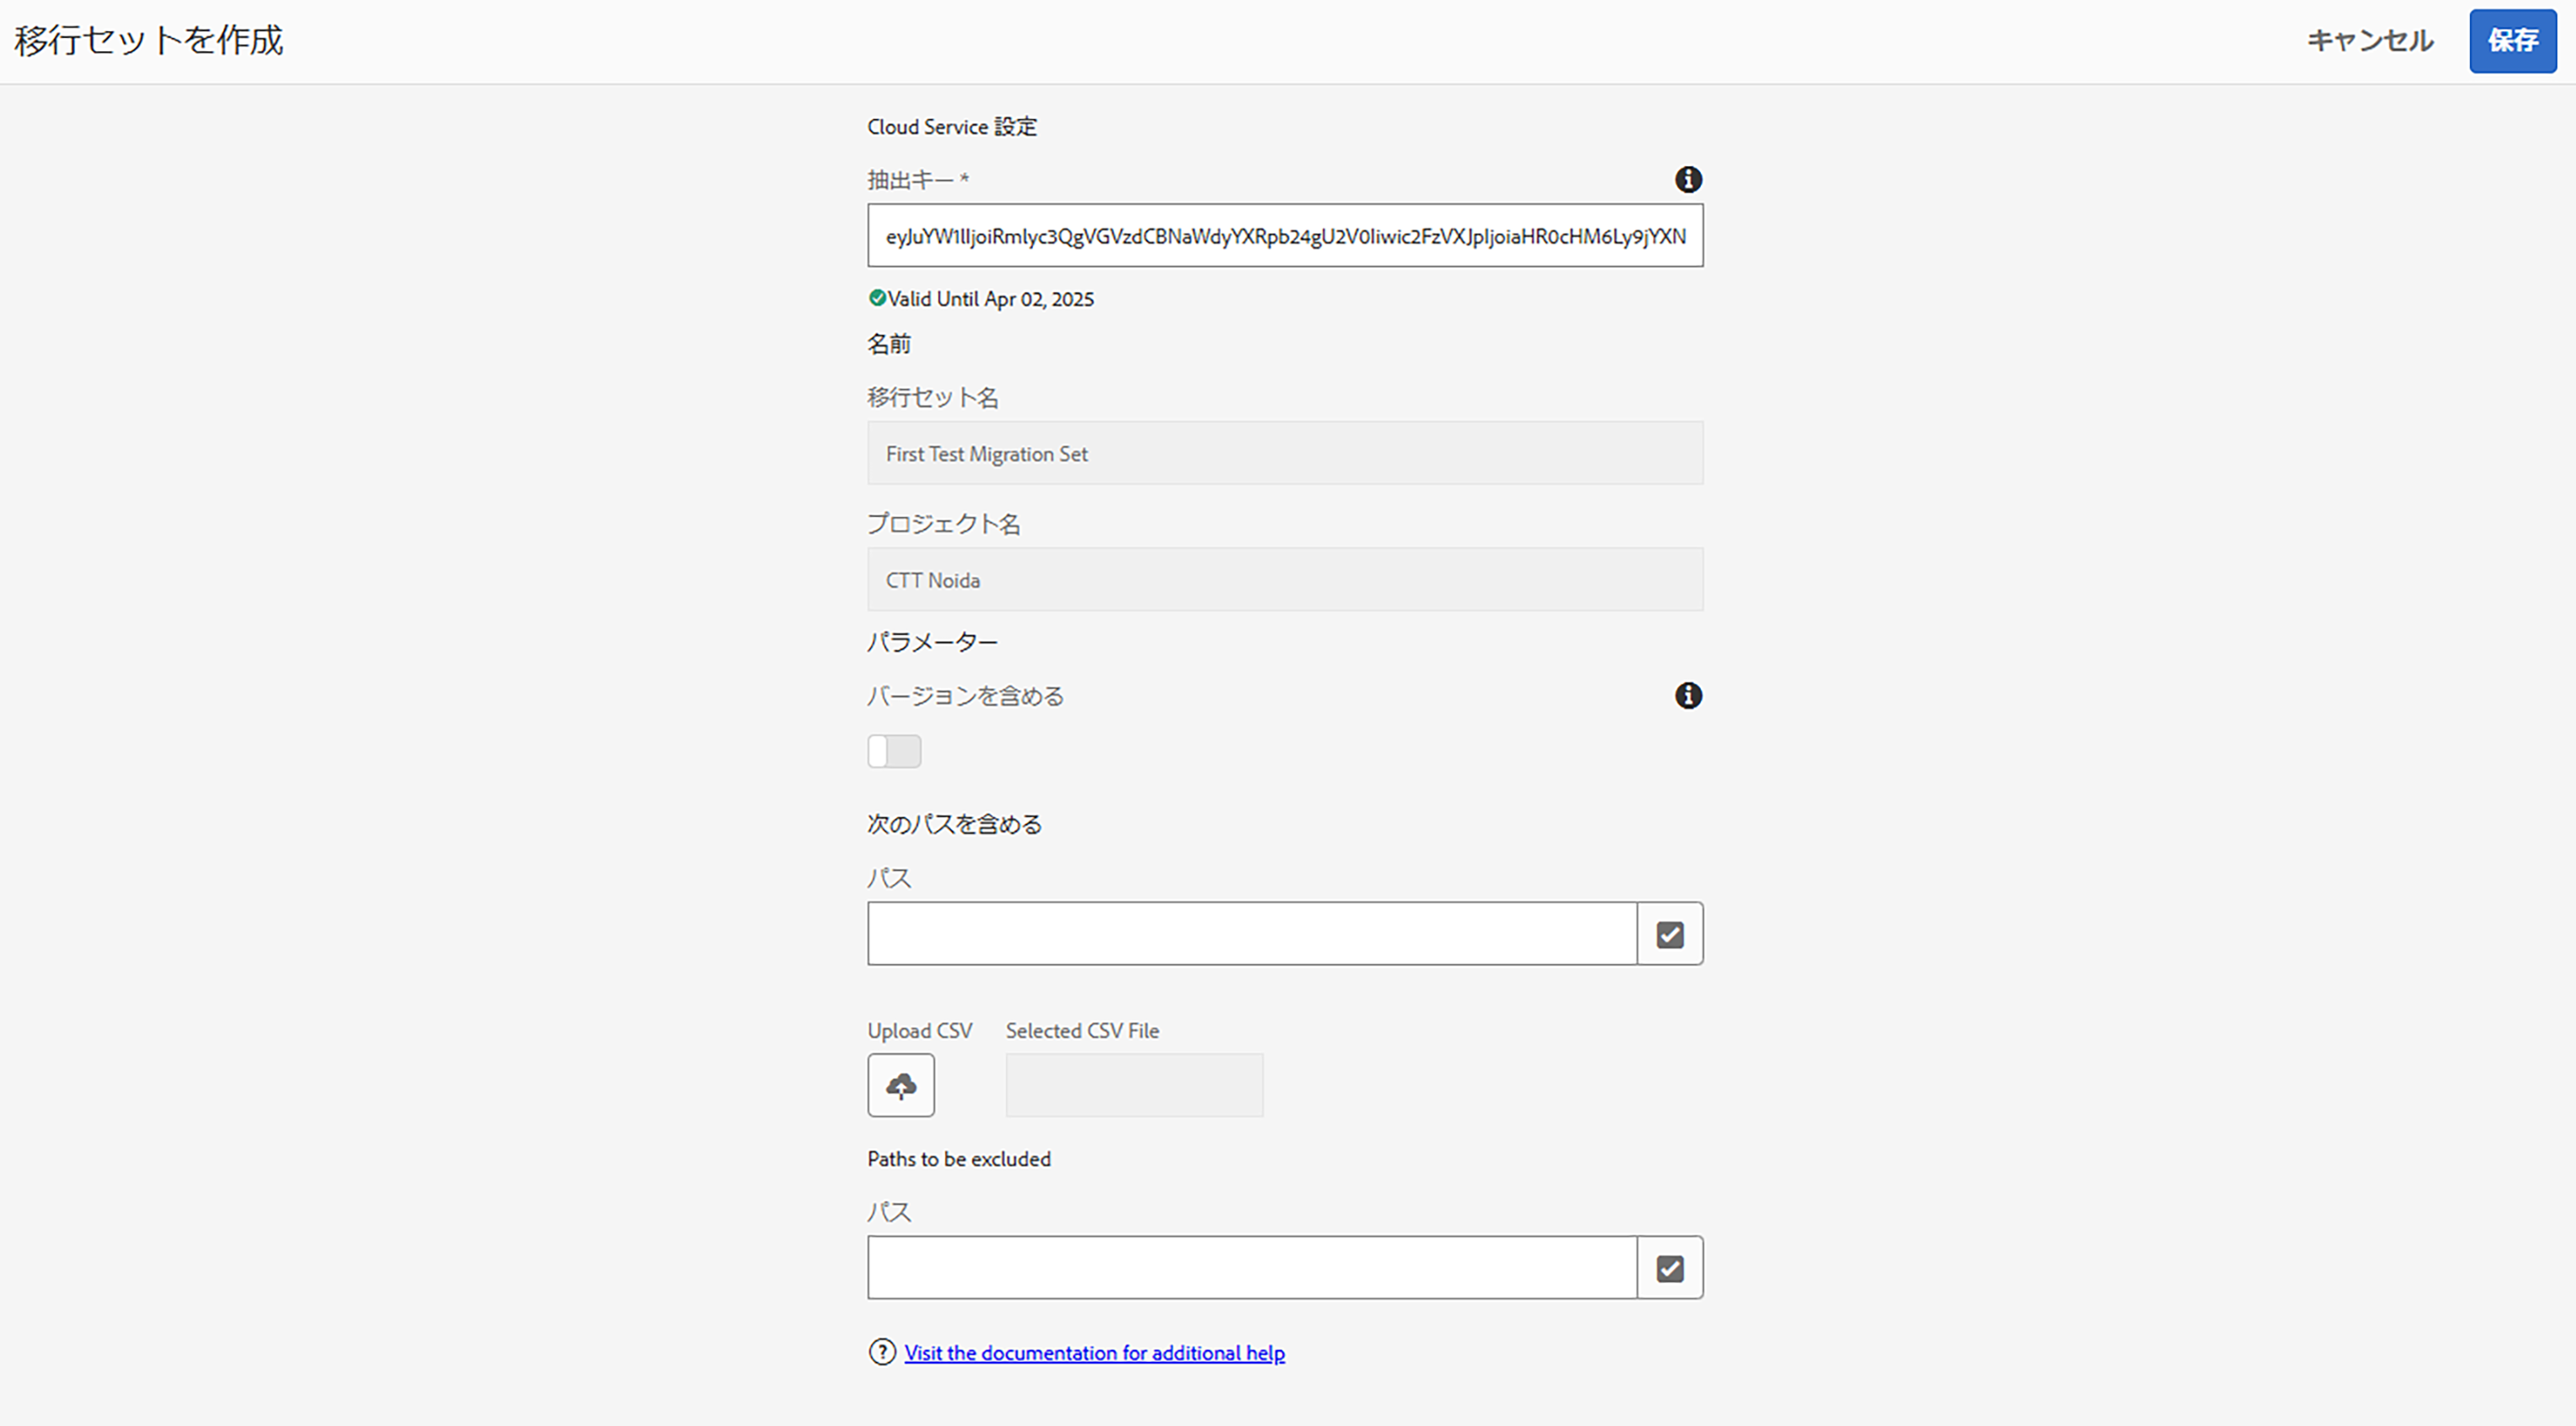 移行セットを作成
キャンセル
保存
Cloud Service 設定
抽出キー *
eyJuYW1lIjoiRmlyc3QgVGVzdCBNaWdyYXRpb24gU2V0Iiwic2FzVXJpIjoiaHR0cHM6Ly9jYXN
Valid Until Apr 02, 2025
名前
移行セット名
First Test Migration Set
プロジェクト名
CTT Noida
パラメーター
バージョンを含める
次のパスを含める
パス
Upload CSV
Selected CSV File
Paths to be excluded
パス
Visit the documentation for additional help